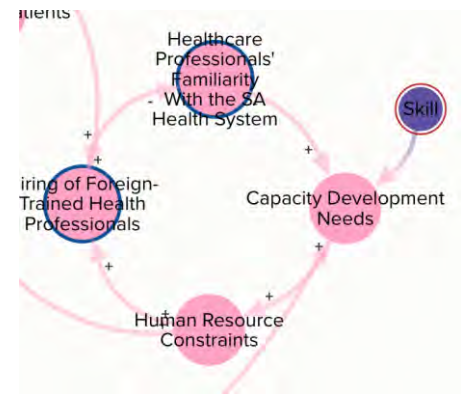 Healthcare
Professionals'
Familiarity
- With the SA
Health System
Skill
+
+
+
iring of Foreign-
Trained Health
Professionals
Capacity Development
Needs
+
+
+
+
Human Resource
Constraints